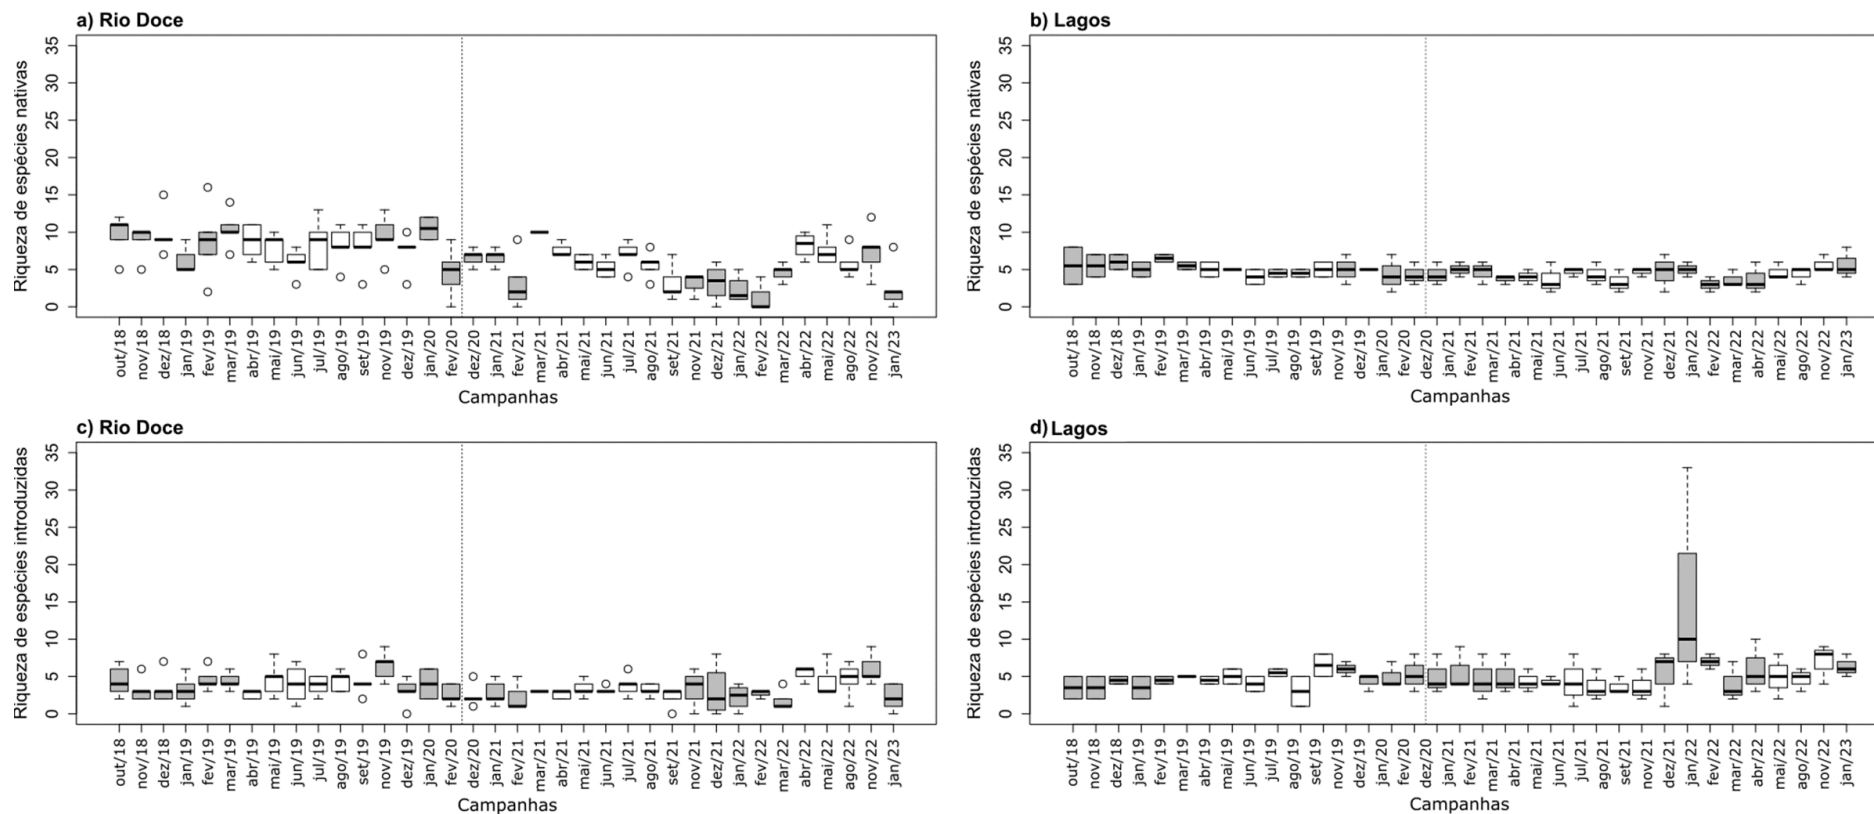 a) Rio Doce
Riqueza de espécies nativas
35
30
25
20
15
10
5
0
out/18 nov/18 dez/18 jan/19 fev/19 mar/19 abr/19 mai/19 jun/19 jul/19 ago/19 set/19 nov/19 dez/19 jan/20 fev/20 dez/20 jan/21 fev/21 mar/21 abr/21 mai/21 jun/21 jul/21 ago/21 set/21 nov/21 dez/21 jan/22 fev/22 mar/22 abr/22 mai/22 ago/22 nov/22 jan/23
Campanhas
b) Lagos
Riqueza de espécies nativas
35
30
25
20
15
10
5
0
out/18 nov/18 dez/18 jan/19 fev/19 mar/19 abr/19 mai/19 jun/19 jul/19 ago/19 set/19 nov/19 dez/19 jan/20 fev/20 dez/20 jan/21 fev/21 mar/21 abr/21 mai/21 jun/21 jul/21 ago/21 set/21 nov/21 dez/21 jan/22 fev/22 mar/22 abr/22 mai/22 ago/22 nov/22 jan/23
Campanhas
c) Rio Doce
Riqueza de espécies introduzidas
35
30
25
20
15
10
5
0
out/18 nov/18 dez/18 jan/19 fev/19 mar/19 abr/19 mai/19 jun/19 jul/19 ago/19 set/19 nov/19 dez/19 jan/20 fev/20 dez/20 jan/21 fev/21 mar/21 abr/21 mai/21 jun/21 jul/21 ago/21 set/21 nov/21 dez/21 jan/22 fev/22 mar/22 abr/22 mai/22 ago/22 nov/22 jan/23
Campanhas
d) Lagos
Riqueza de espécies introduzidas
35
30
25
20
15
10
5
0
out/18 nov/18 dez/18 jan/19 fev/19 mar/19 abr/19 mai/19 jun/19 jul/19 ago/19 set/19 nov/19 dez/19 jan/20 fev/20 dez/20 jan/21 fev/21 mar/21 abr/21 mai/21 jun/21 jul/21 ago/21 set/21 nov/21 dez/21 jan/22 fev/22 mar/22 abr/22 mai/22 ago/22 nov/22 jan/23
Campanhas